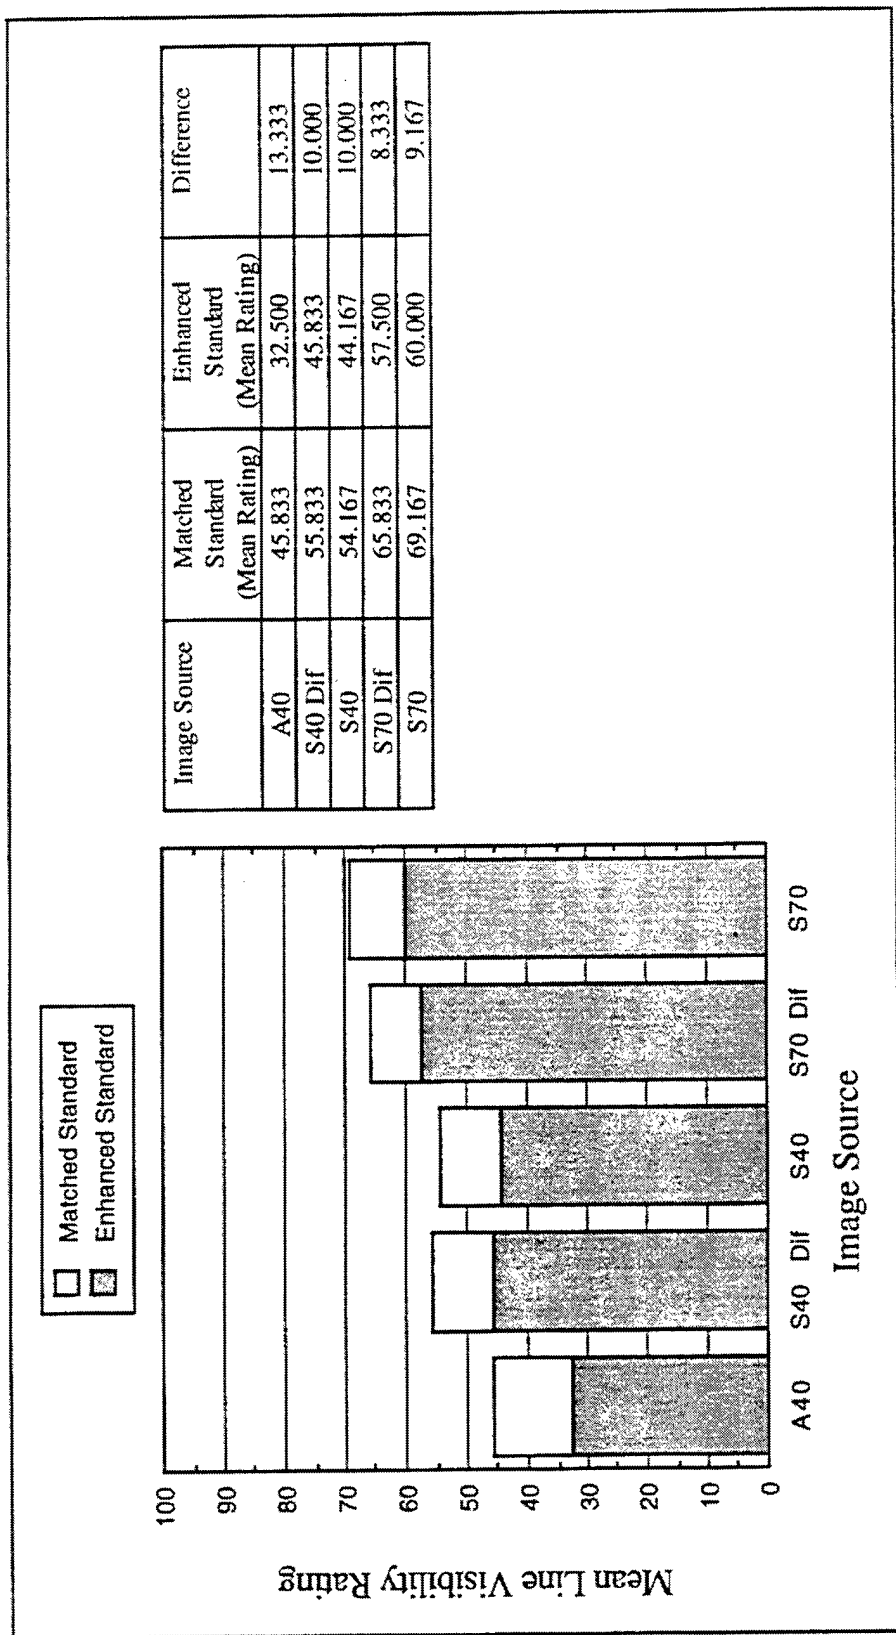 Matched Standard
Enhanced Standard
Mean Line Visibility Rating
100
90
80
70
60
50
40
30
20
10
0
A40
S40 Dif
S40
S70 Dif
S70
Image Source
Image Source Matched Standard (Mean Rating) Enhanced Standard (Mean Rating) Difference
A40 45.833 32.500 13.333
S40 Dif 55.833 45.833 10.000
S40 54.167 44.167 10.000
S70 Dif 65.833 57.500 8.333
S70 69.167 60.000 9.167